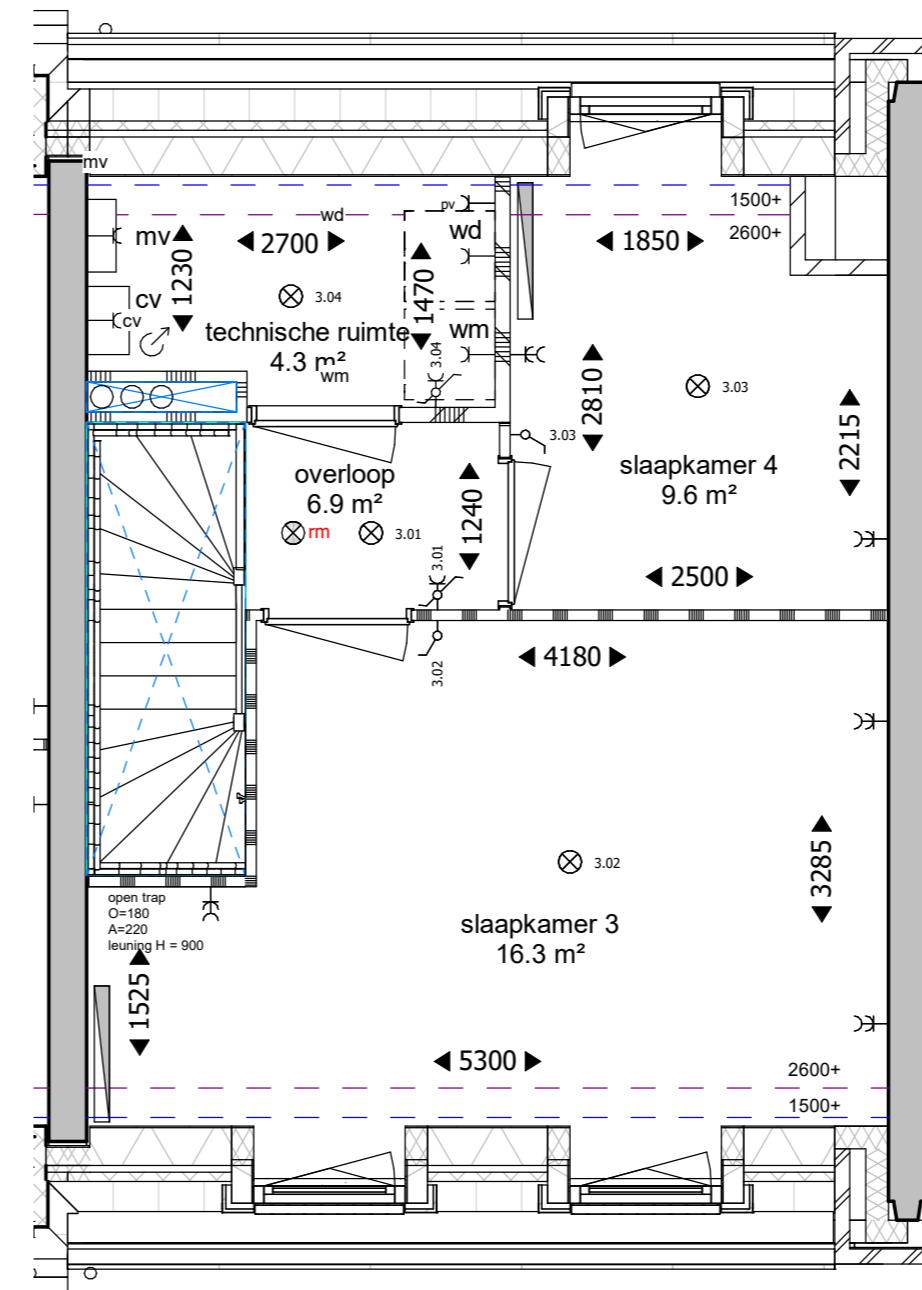 mv
1500+
pv
wd
wd
2600+
mv
2700
1850
1230
cv
3.04
1470
cv
technische ruimte
4.3 m²
wm
wm
3.04
2810
3.03
2215
3.03
slaapkamer 4
9.6 m²
overloop
6.9 m²
1240
rm
3.01
3.01
2500
4180
3.02
3.02
3285
open trap
O=180
A=220
leuning H = 900
slaapkamer 3
16.3 m²
1525
5300
2600+
1500+